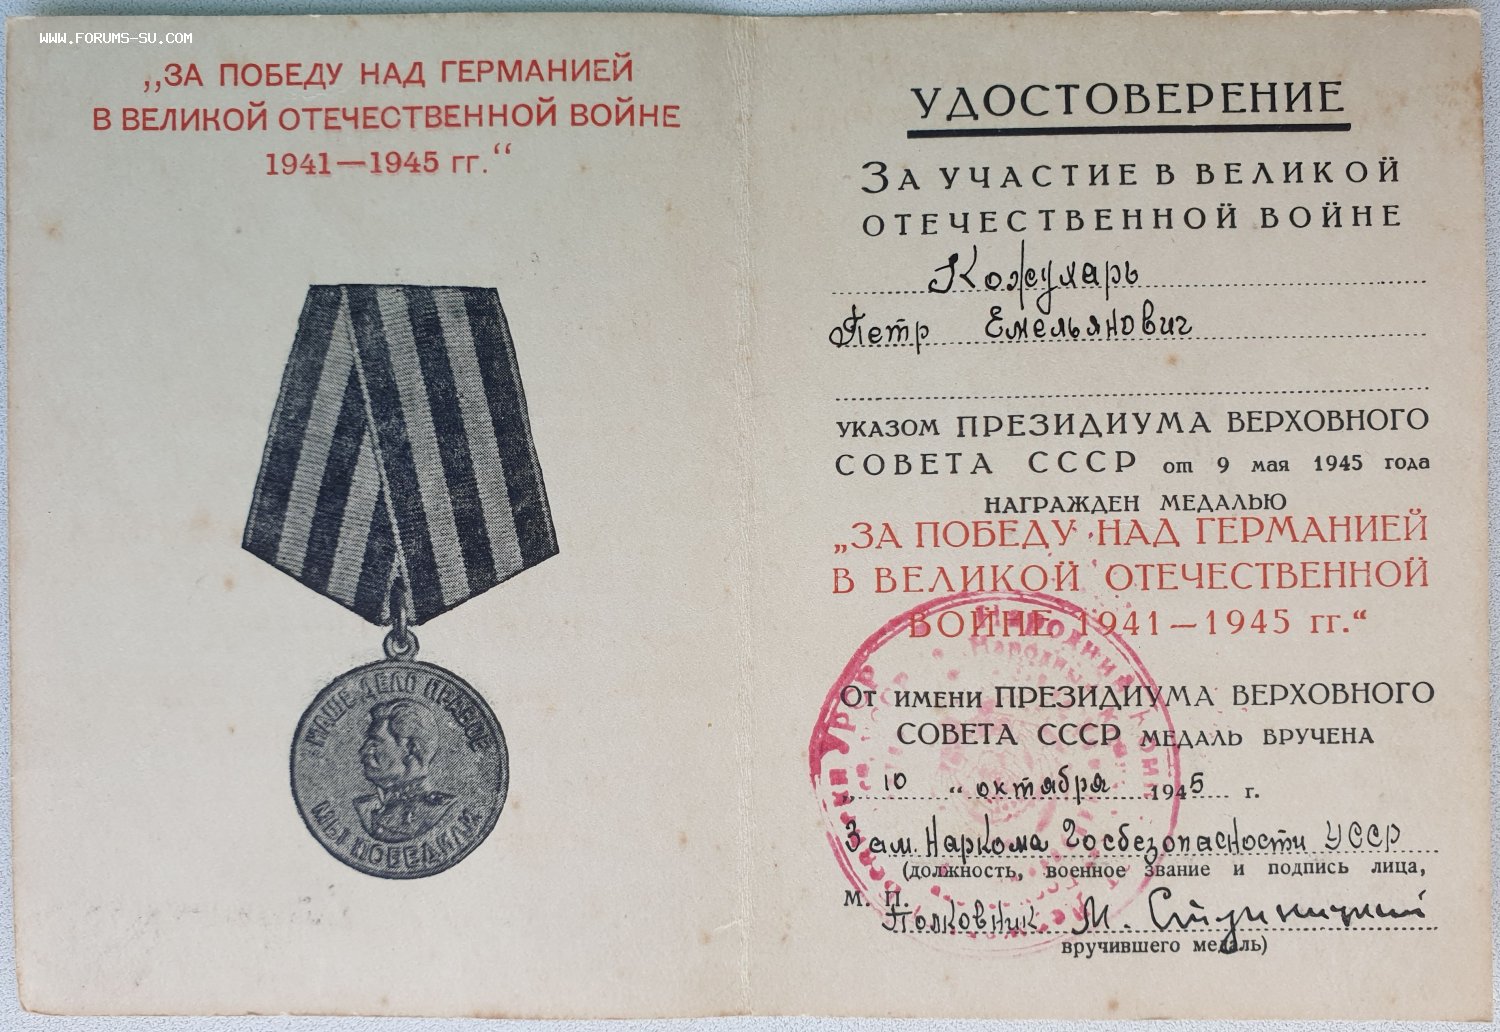 WWW.FORUMS-SU.COM
„ЗА ПОБЕДУ НАД ГЕРМАНИЕЙ
В ВЕЛИКОЙ ОТЕЧЕСТВЕННОЙ ВОЙНЕ
1941—1945 гг.“
НАШЕ ДЕЛО ПРАВОЕ
МЫ ПОБЕДИЛИ
УДОСТОВЕРЕНИЕ
ЗА УЧАСТИЕ В ВЕЛИКОЙ
ОТЕЧЕСТВЕННОЙ ВОЙНЕ
Кожухарь
Петр Емельянович
УКАЗОМ ПРЕЗИДИУМА ВЕРХОВНОГО
СОВЕТА СССР от 9 мая 1945 года
НАГРАЖДЕН МЕДАЛЬЮ
„ЗА ПОБЕДУ НАД ГЕРМАНИЕЙ
В ВЕЛИКОЙ ОТЕЧЕСТВЕННОЙ
ВОЙНЕ 1941—1945 гг.“
От имени ПРЕЗИДИУМА ВЕРХОВНОГО
СОВЕТА СССР МЕДАЛЬ ВРУЧЕНА
„ 10 “ октября 1945 г.
Зам. Наркома Госбезопасности УССР
(должность, военное звание и подпись лица,
М. П.
Полковник М.
вручившего медаль)